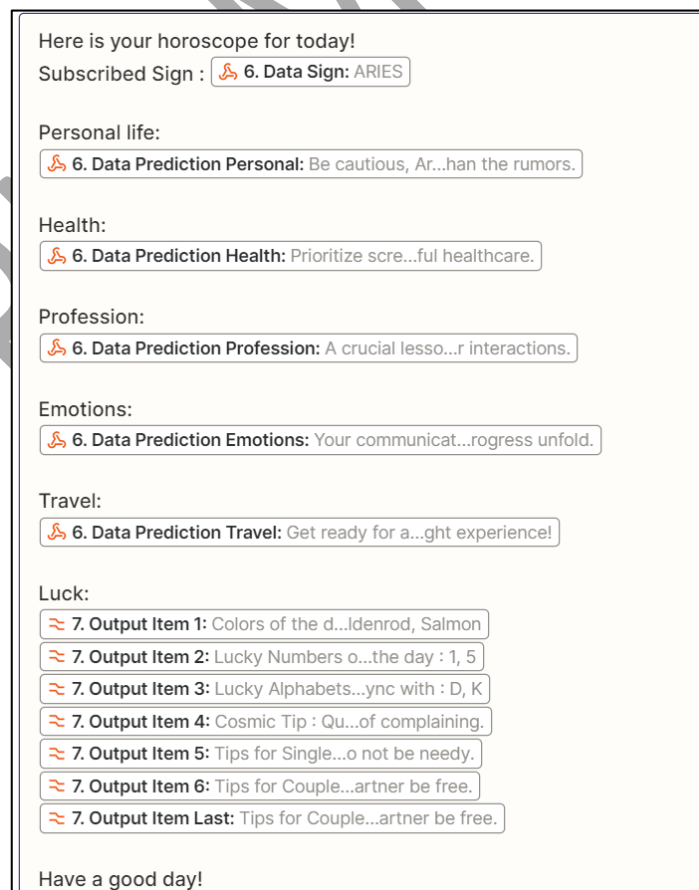 Here is your horoscope for today!
Subscribed Sign : 6. Data Sign: ARIES
Personal life:
6. Data Prediction Personal: Be cautious, Ar...han the rumors.
Health:
6. Data Prediction Health: Prioritize scre...ful healthcare.
Profession:
6. Data Prediction Profession: A crucial lesso...r interactions.
Emotions:
6. Data Prediction Emotions: Your communicat...rogress unfold.
Travel:
6. Data Prediction Travel: Get ready for a...ght experience!
Luck:
7. Output Item 1: Colors of the d...ldenrod, Salmon
7. Output Item 2: Lucky Numbers o...the day : 1, 5
7. Output Item 3: Lucky Alphabets...ync with : D, K
7. Output Item 4: Cosmic Tip : Qu...of complaining.
7. Output Item 5: Tips for Single...o not be needy.
7. Output Item 6: Tips for Couple...artner be free.
7. Output Item Last: Tips for Couple...artner be free.
Have a good day!